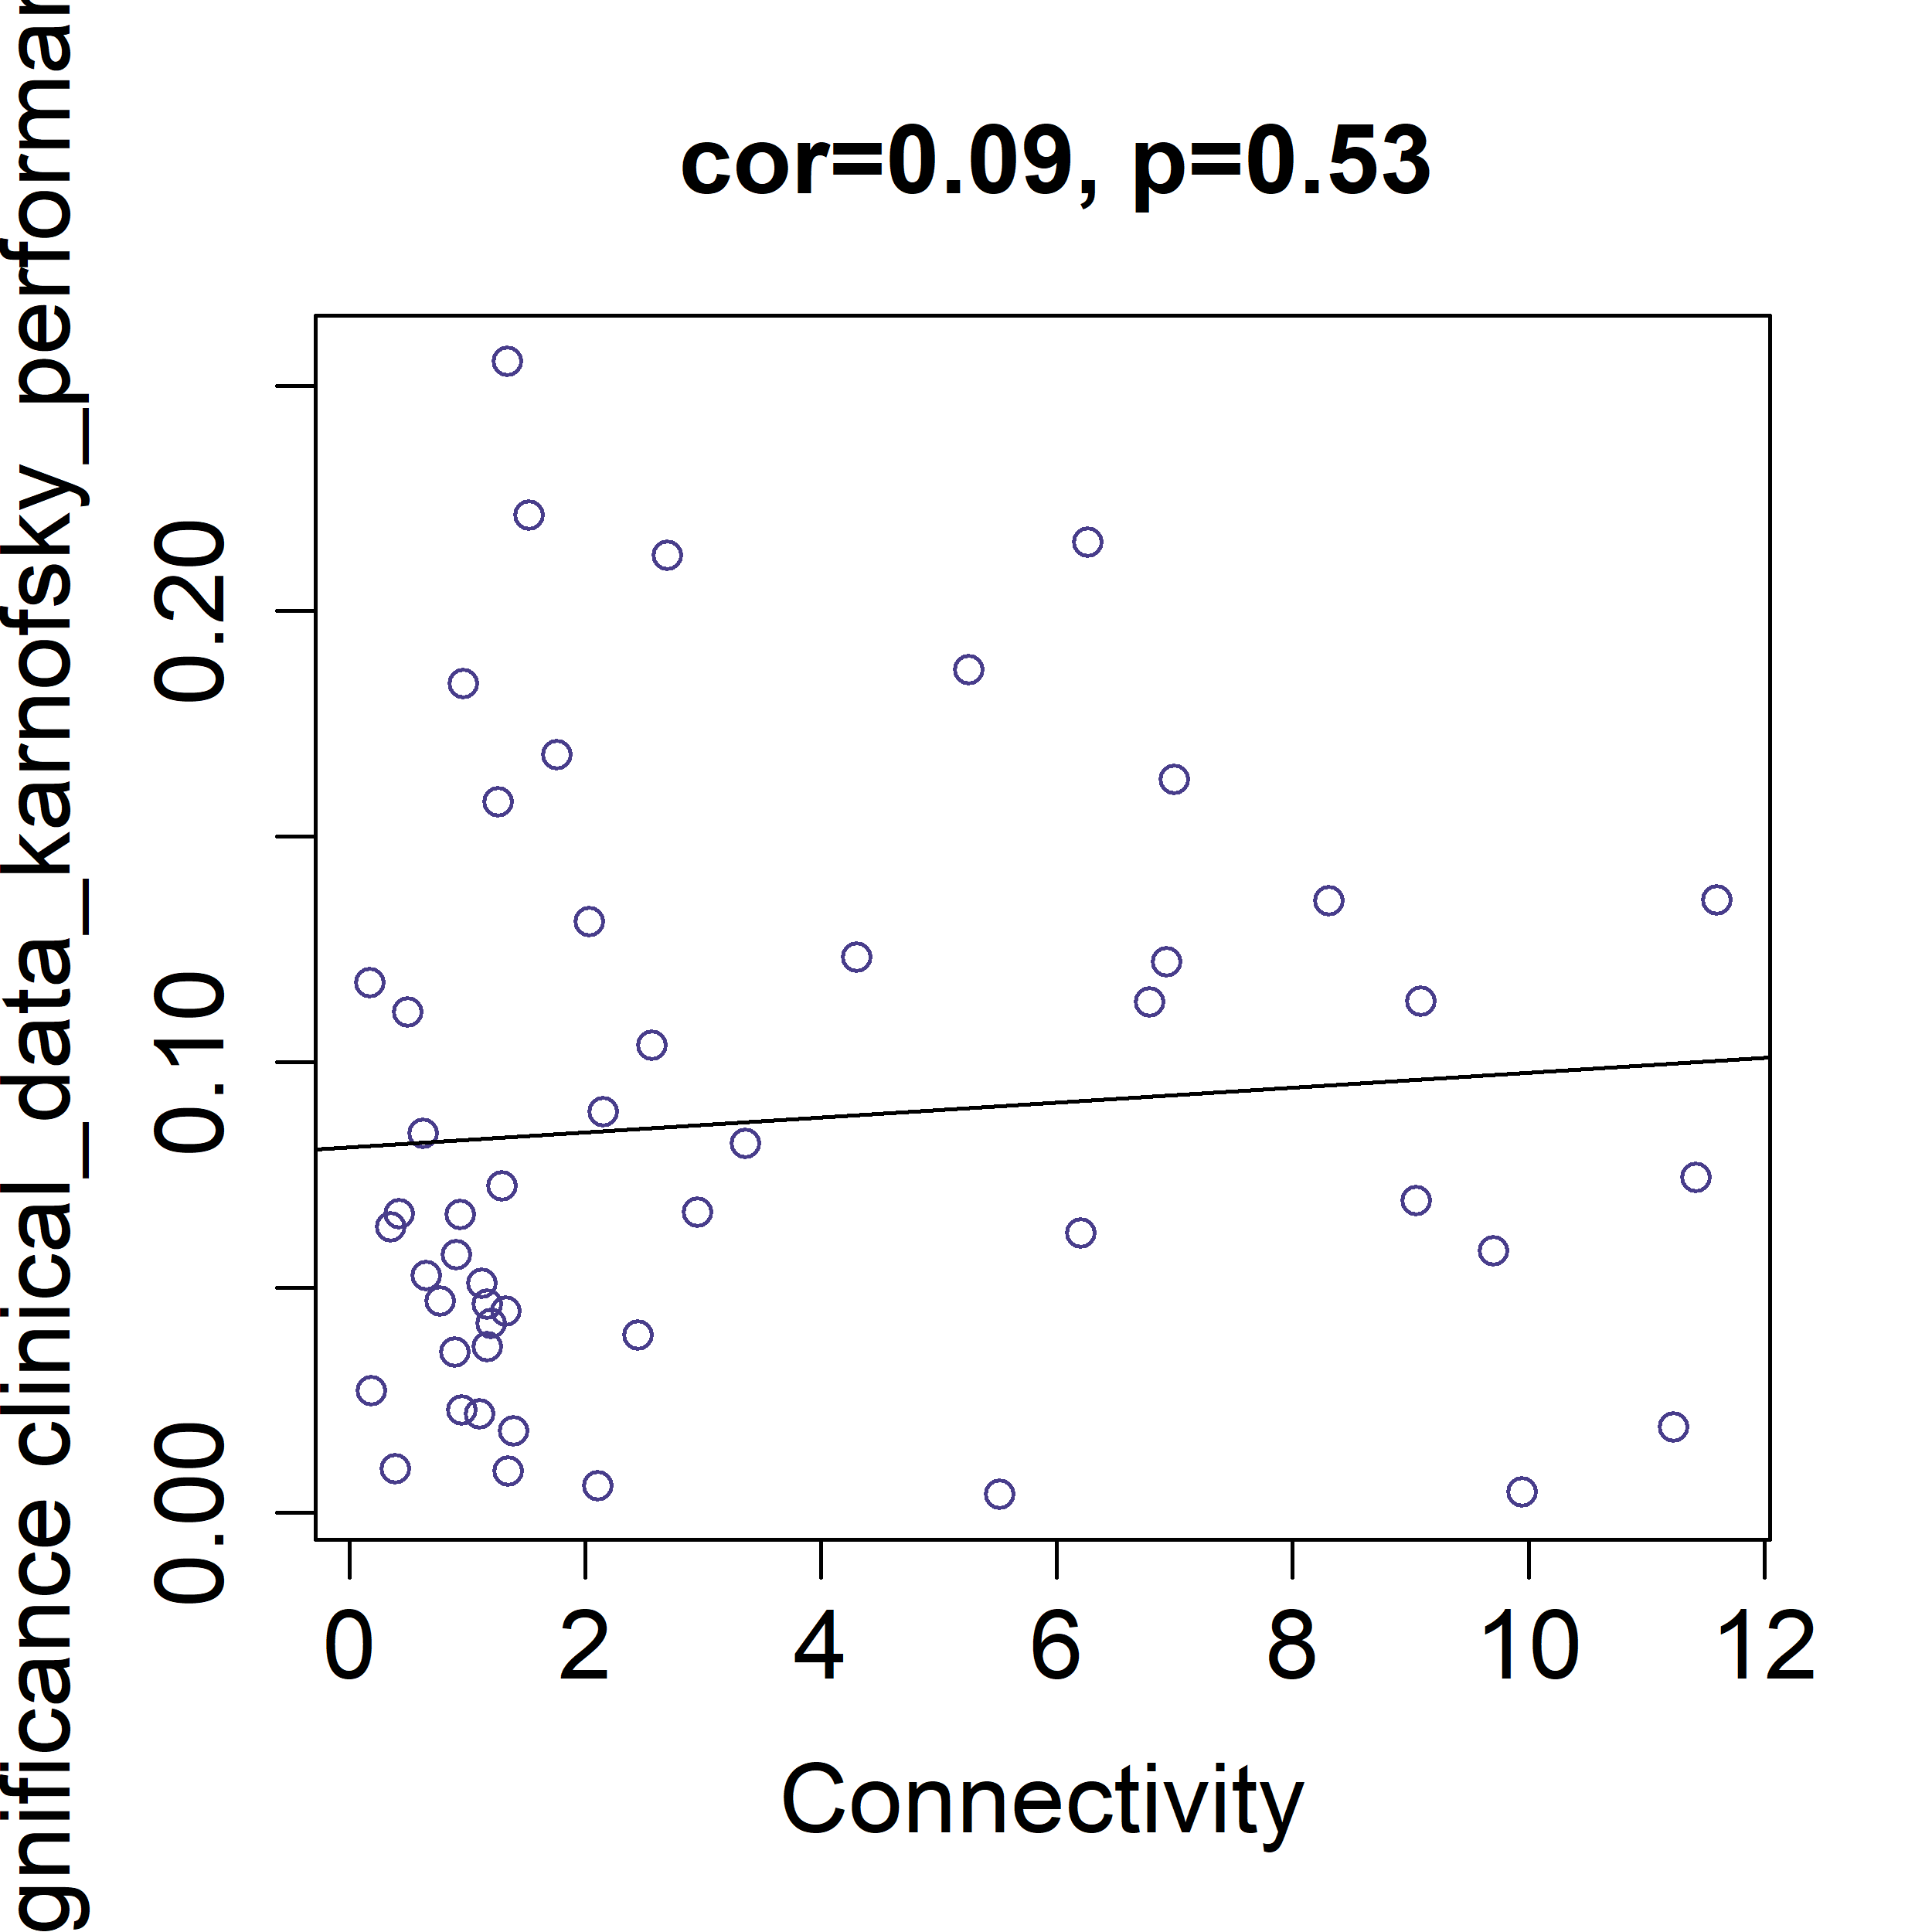 cor=0.09, p=0.53
gnificance clinical_data_karnofsky_performar
0.20
0.10
0.00
0 2 4 6 8 10 12
Connectivity